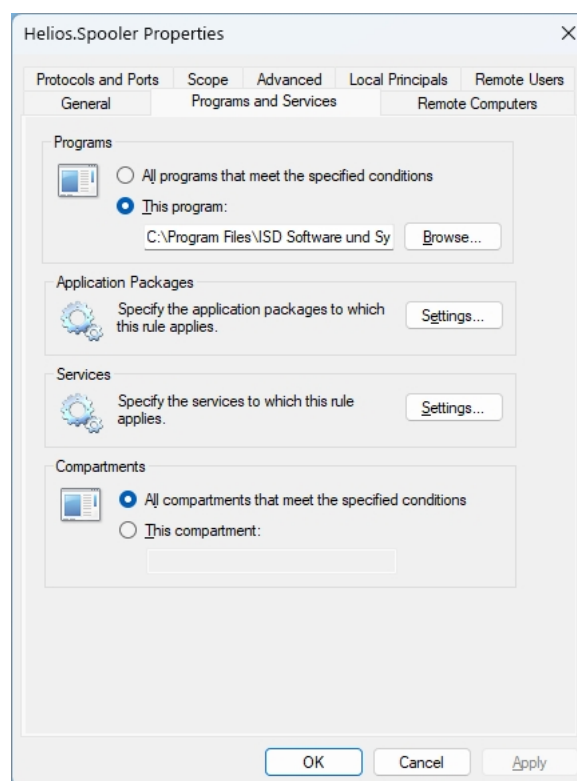 Helios.Spooler Properties
Protocols and Ports Scope Advanced Local Principals Remote Users
General Programs and Services Remote Computers
Programs
All programs that meet the specified conditions
This program:
C:\Program Files\ISD Software und Sy Browse...
Application Packages
Specify the application packages to which
this rule applies.
Settings...
Services
Specify the services to which this rule
applies.
Settings...
Compartments
All compartments that meet the specified conditions
This compartment:
OK Cancel Apply